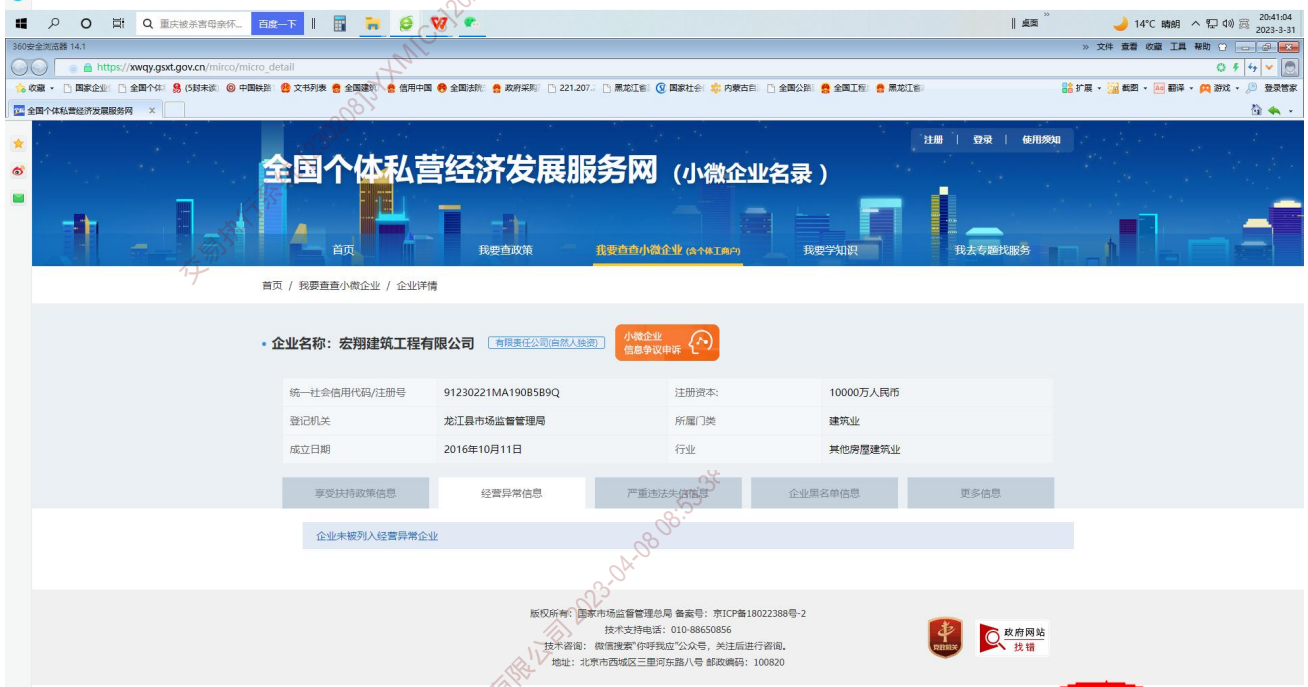 重庆被杀害母亲怀...
百度一下
桌面
14°C 晴朗
20:41:04
2023-3-31
360安全浏览器 14.1
文件 查看 收藏 工具 帮助
https://xwqy.gsxt.gov.cn/mirco/micro_detail
收藏 国家企业 全国个体 (5封未读) 中国铁路 文书列表 全国建筑 信用中国 全国法院 政府采购 221.207. 黑龙江省 国家社会 内蒙古自 全国公路 全国工程 黑龙江省
扩展 截图 翻译 游戏 登录管家
全国个体私营经济发展服务网
注册 | 登录 | 使用须知
全国个体私营经济发展服务网(小微企业名录)
首页 我要查政策 我要查查小微企业 (含个体工商户) 我要学知识 我去专题找服务
首页 / 我要查查小微企业 / 企业详情
企业名称:宏翔建筑工程有限公司 有限责任公司(自然人独资)
小微企业
信息争议申诉
统一社会信用代码/注册号 91230221MA190B5B9Q 注册资本: 10000万人民币
登记机关 龙江县市场监督管理局 所属门类 建筑业
成立日期 2016年10月11日 行业 其他房屋建筑业
享受扶持政策信息 经营异常信息 严重违法失信信息 企业黑名单信息 更多信息
企业未被列入经营异常企业
版权所有:国家市场监督管理总局 备案号:京ICP备18022388号-2
技术支持电话:010-88650856
技术咨询: 微信搜索“你呼我应”公众号,关注后进行咨询。
地址:北京市西城区三里河东路八号 邮政编码:100820
党政机关
政府网站
找错
有限公司 2023-04-08 08:53:38